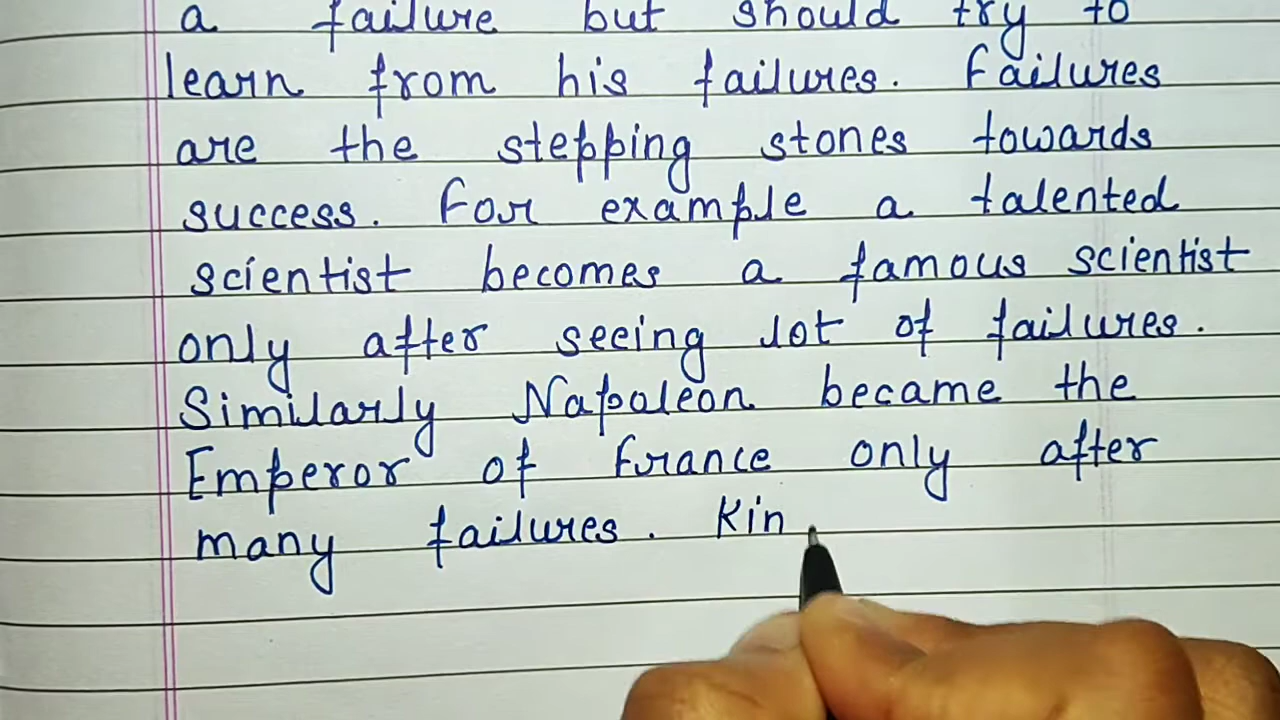 a failure but should try to
learn from his failures. Failures
are the stepping stones towards
success. For example a talented
scientist becomes a famous scientist
only after seeing lot of failures.
Similarly Napoleon became the
Emperor of France only after
many failures. Kin